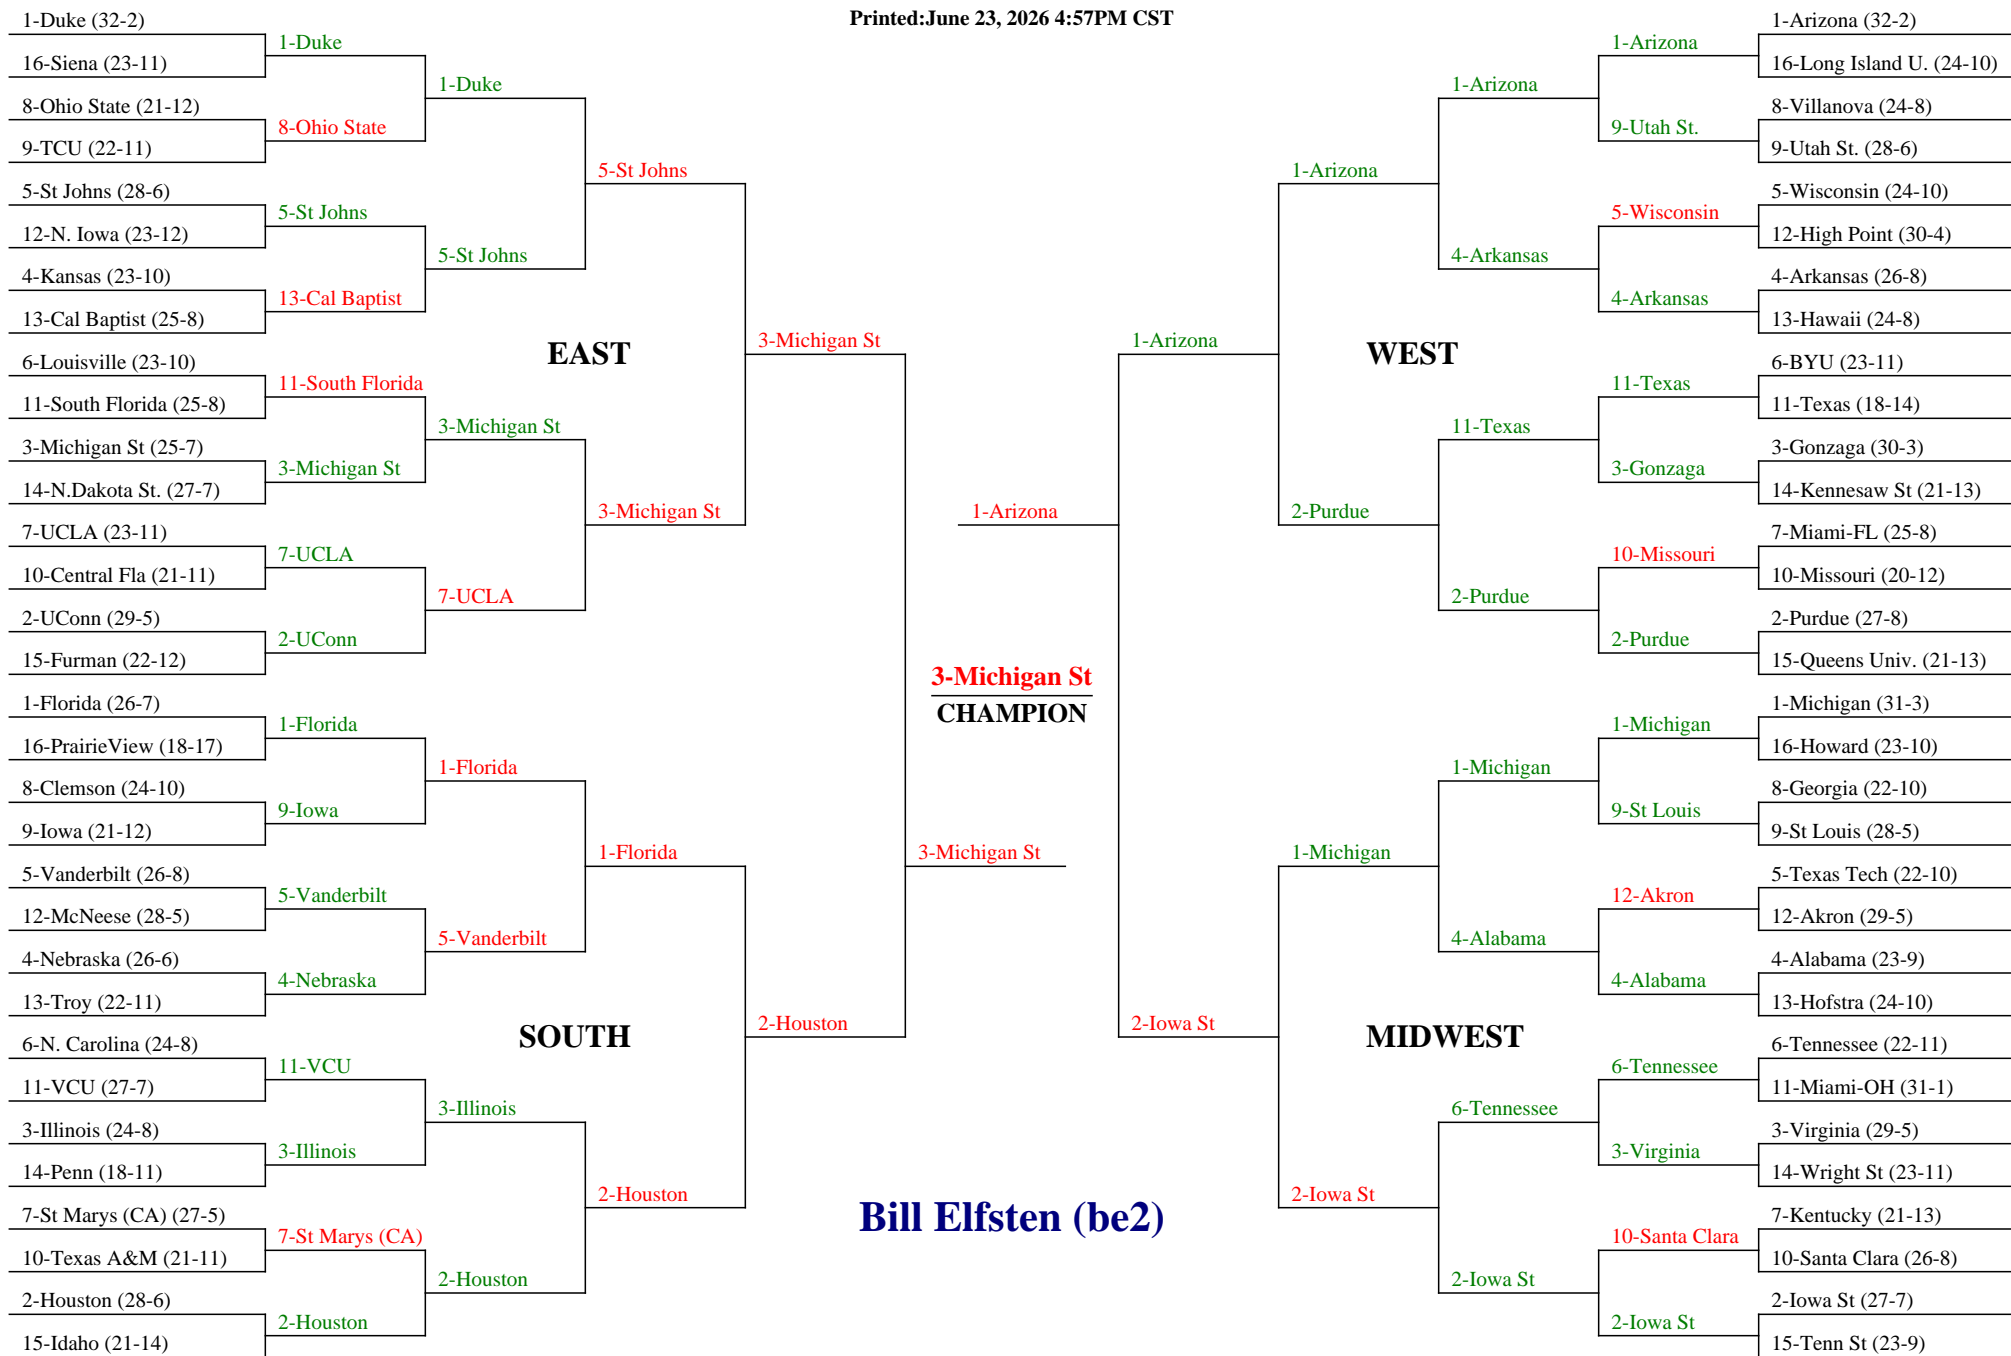 Printed:June 23, 2026 4:57PM CST
1-Duke (32-2)
16-Siena (23-11)
8-Ohio State (21-12)
9-TCU (22-11)
5-St Johns (28-6)
12-N. Iowa (23-12)
4-Kansas (23-10)
13-Cal Baptist (25-8)
6-Louisville (23-10)
11-South Florida (25-8)
3-Michigan St (25-7)
14-N.Dakota St. (27-7)
7-UCLA (23-11)
10-Central Fla (21-11)
2-UConn (29-5)
15-Furman (22-12)
1-Florida (26-7)
16-PrairieView (18-17)
8-Clemson (24-10)
9-Iowa (21-12)
5-Vanderbilt (26-8)
12-McNeese (28-5)
4-Nebraska (26-6)
13-Troy (22-11)
6-N. Carolina (24-8)
11-VCU (27-7)
3-Illinois (24-8)
14-Penn (18-11)
7-St Marys (CA) (27-5)
10-Texas A&M (21-11)
2-Houston (28-6)
15-Idaho (21-14)
1-Duke
8-Ohio State
5-St Johns
13-Cal Baptist
11-South Florida
3-Michigan St
7-UCLA
2-UConn
1-Florida
9-Iowa
5-Vanderbilt
4-Nebraska
11-VCU
3-Illinois
7-St Marys (CA)
2-Houston
1-Duke
5-St Johns
3-Michigan St
7-UCLA
1-Florida
5-Vanderbilt
3-Illinois
2-Houston
5-St Johns
3-Michigan St
1-Florida
2-Houston
EAST
SOUTH
3-Michigan St
2-Houston
3-Michigan St
1-Arizona
3-Michigan St
CHAMPION
Bill Elfsten (be2)
1-Arizona
2-Iowa St
WEST
MIDWEST
1-Arizona
2-Purdue
1-Michigan
2-Iowa St
1-Arizona
4-Arkansas
11-Texas
2-Purdue
1-Michigan
4-Alabama
6-Tennessee
2-Iowa St
1-Arizona
9-Utah St.
5-Wisconsin
4-Arkansas
11-Texas
3-Gonzaga
10-Missouri
2-Purdue
1-Michigan
9-St Louis
12-Akron
4-Alabama
6-Tennessee
3-Virginia
10-Santa Clara
2-Iowa St
1-Arizona (32-2)
16-Long Island U. (24-10)
8-Villanova (24-8)
9-Utah St. (28-6)
5-Wisconsin (24-10)
12-High Point (30-4)
4-Arkansas (26-8)
13-Hawaii (24-8)
6-BYU (23-11)
11-Texas (18-14)
3-Gonzaga (30-3)
14-Kennesaw St (21-13)
7-Miami-FL (25-8)
10-Missouri (20-12)
2-Purdue (27-8)
15-Queens Univ. (21-13)
1-Michigan (31-3)
16-Howard (23-10)
8-Georgia (22-10)
9-St Louis (28-5)
5-Texas Tech (22-10)
12-Akron (29-5)
4-Alabama (23-9)
13-Hofstra (24-10)
6-Tennessee (22-11)
11-Miami-OH (31-1)
3-Virginia (29-5)
14-Wright St (23-11)
7-Kentucky (21-13)
10-Santa Clara (26-8)
2-Iowa St (27-7)
15-Tenn St (23-9)